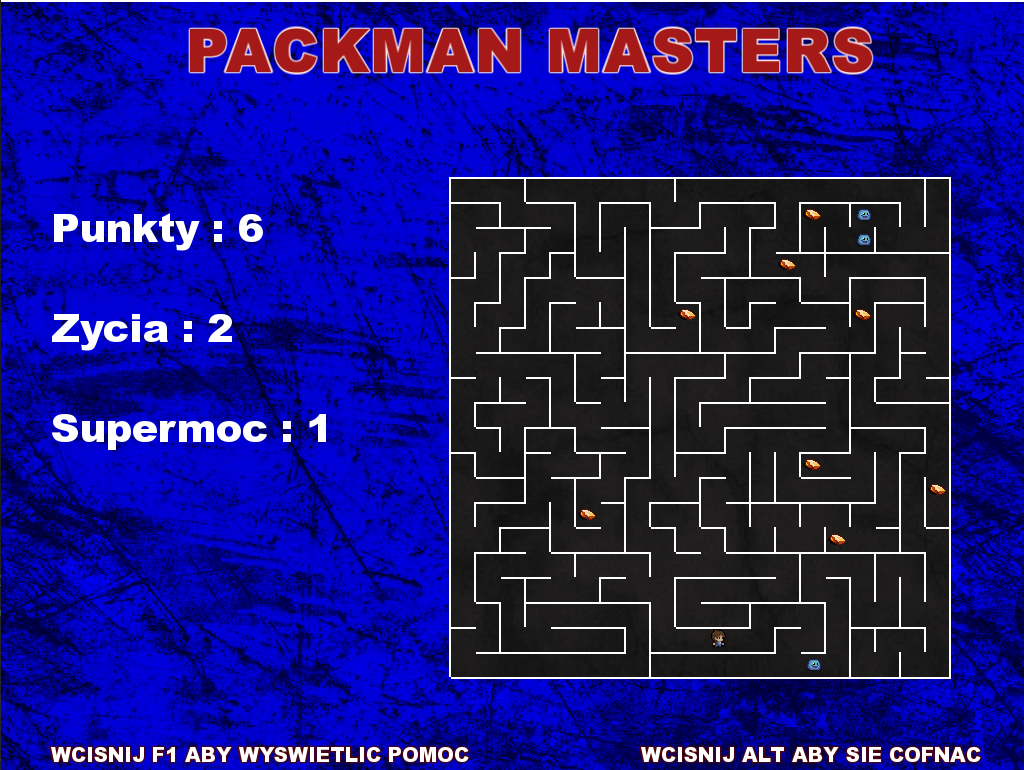 PACKMAN MASTERS
Punkty : 6
Zycia : 2
Supermoc : 1
WCISNIJ F1 ABY WYSWIETLIC POMOC
WCISNIJ ALT ABY SIE COFNAC